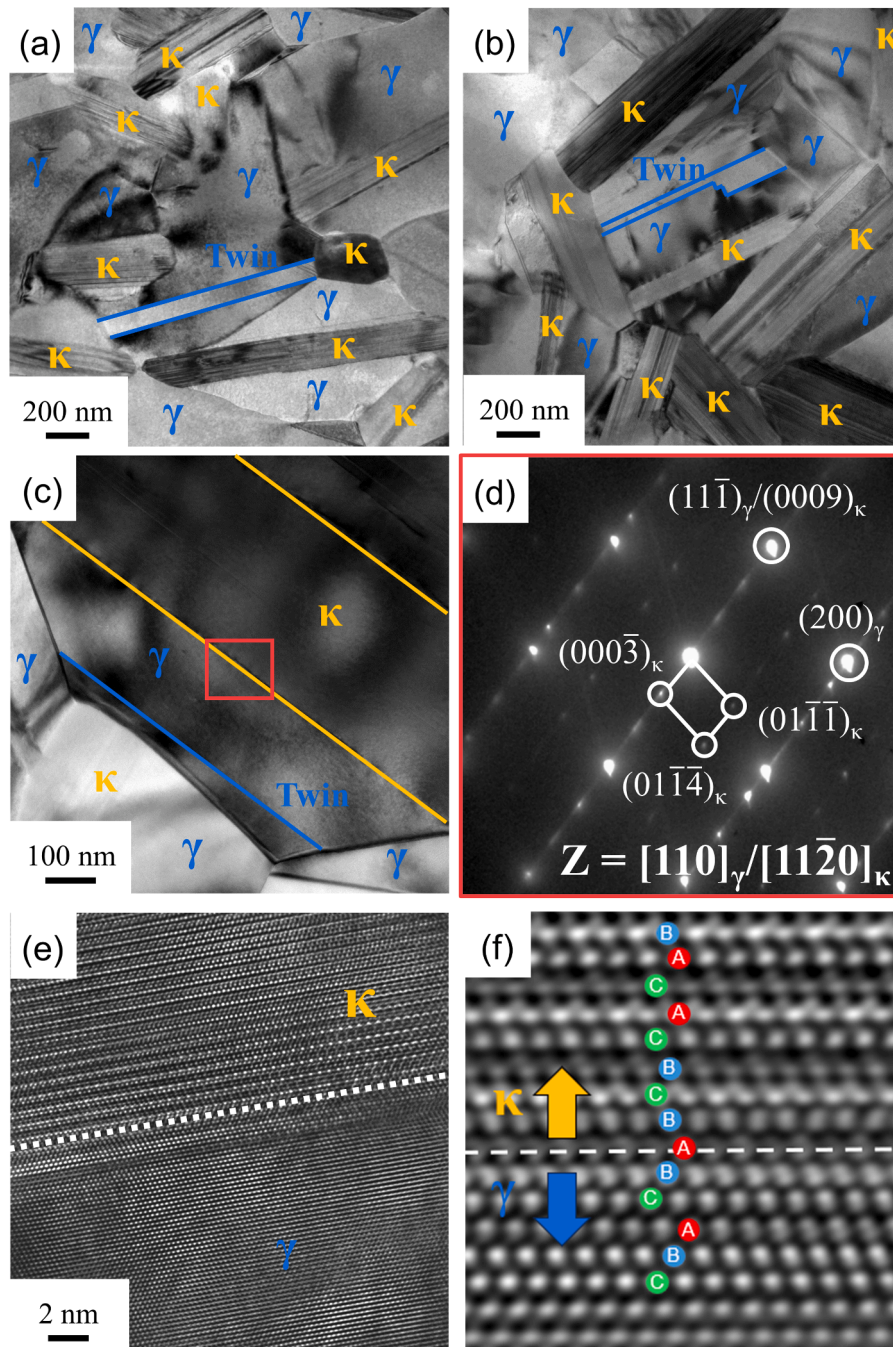 (a)
γ
κ
γ
γ
κ
κ
γ
γ
κ
γ
κ
Twin
κ
γ
κ
κ
γ
κ
γ
200 nm
(b)
γ
κ
κ
γ
γ
γ
Twin
κ
γ
κ
κ
γ
κ
γ
κ
κ
κ
200 nm
(c)
κ
γ
γ
κ
Twin
γ
γ
100 nm
(d)
(111̄)γ/(0009)κ
(200)γ
(0003̄)κ
(011̄1̄)κ
(011̄4̄)κ
Z = [110]γ/[112̄0]κ
(e)
κ
γ
2 nm
(f)
B
A
C
A
C
B
κ
C
B
A
B
γ
C
A
B
C